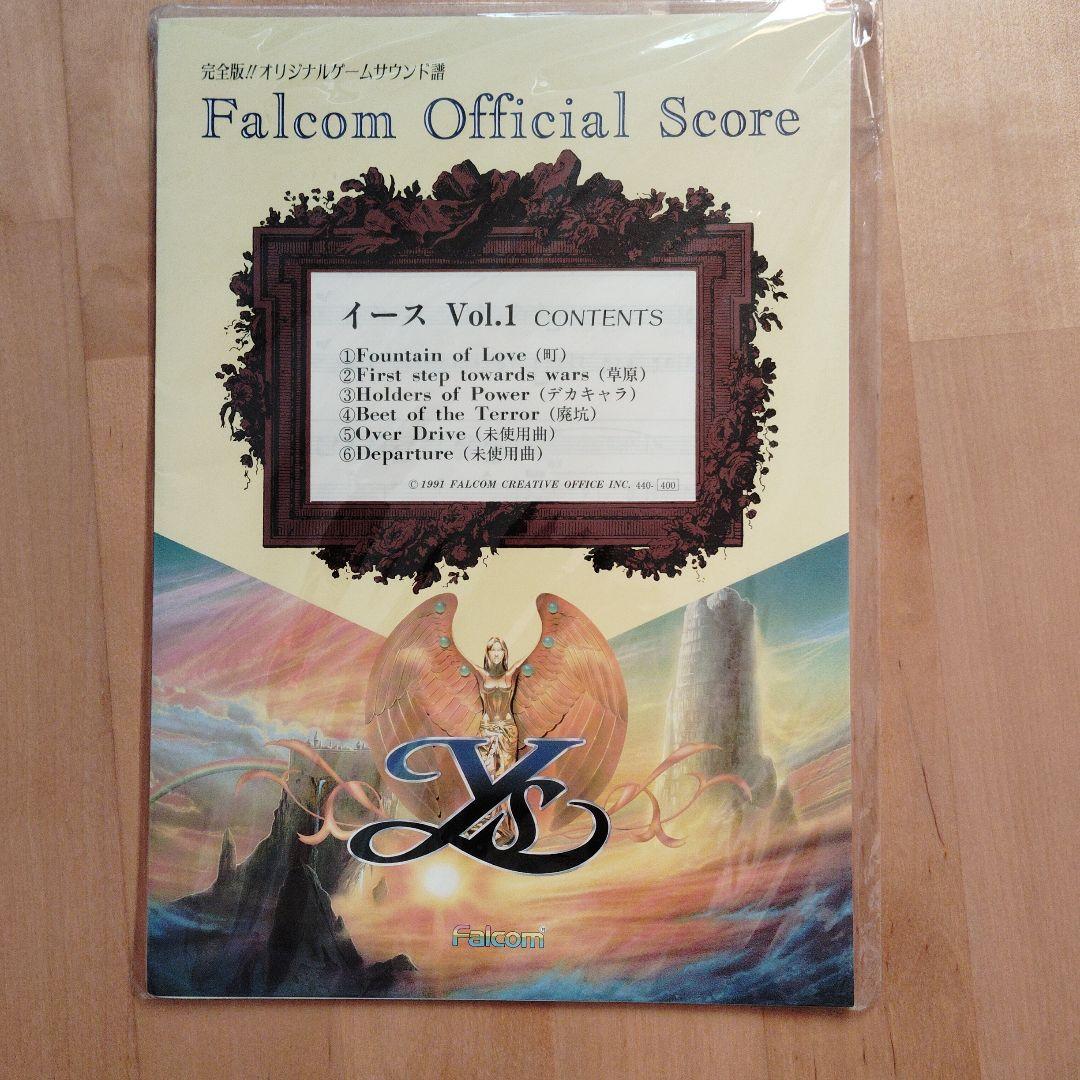 完全版!!オリジナルゲームサウンド譜
Falcom Official Score
イース Vol.1 CONTENTS
①Fountain of Love (町)
②First step towards wars (草原)
③Holders of Power (デカキャラ)
④Beet of the Terror (廃坑)
⑤Over Drive (未使用曲)
⑥Departure (未使用曲)
© 1991 FALCOM CREATIVE OFFICE INC. 440- 400
Ys
Falcom